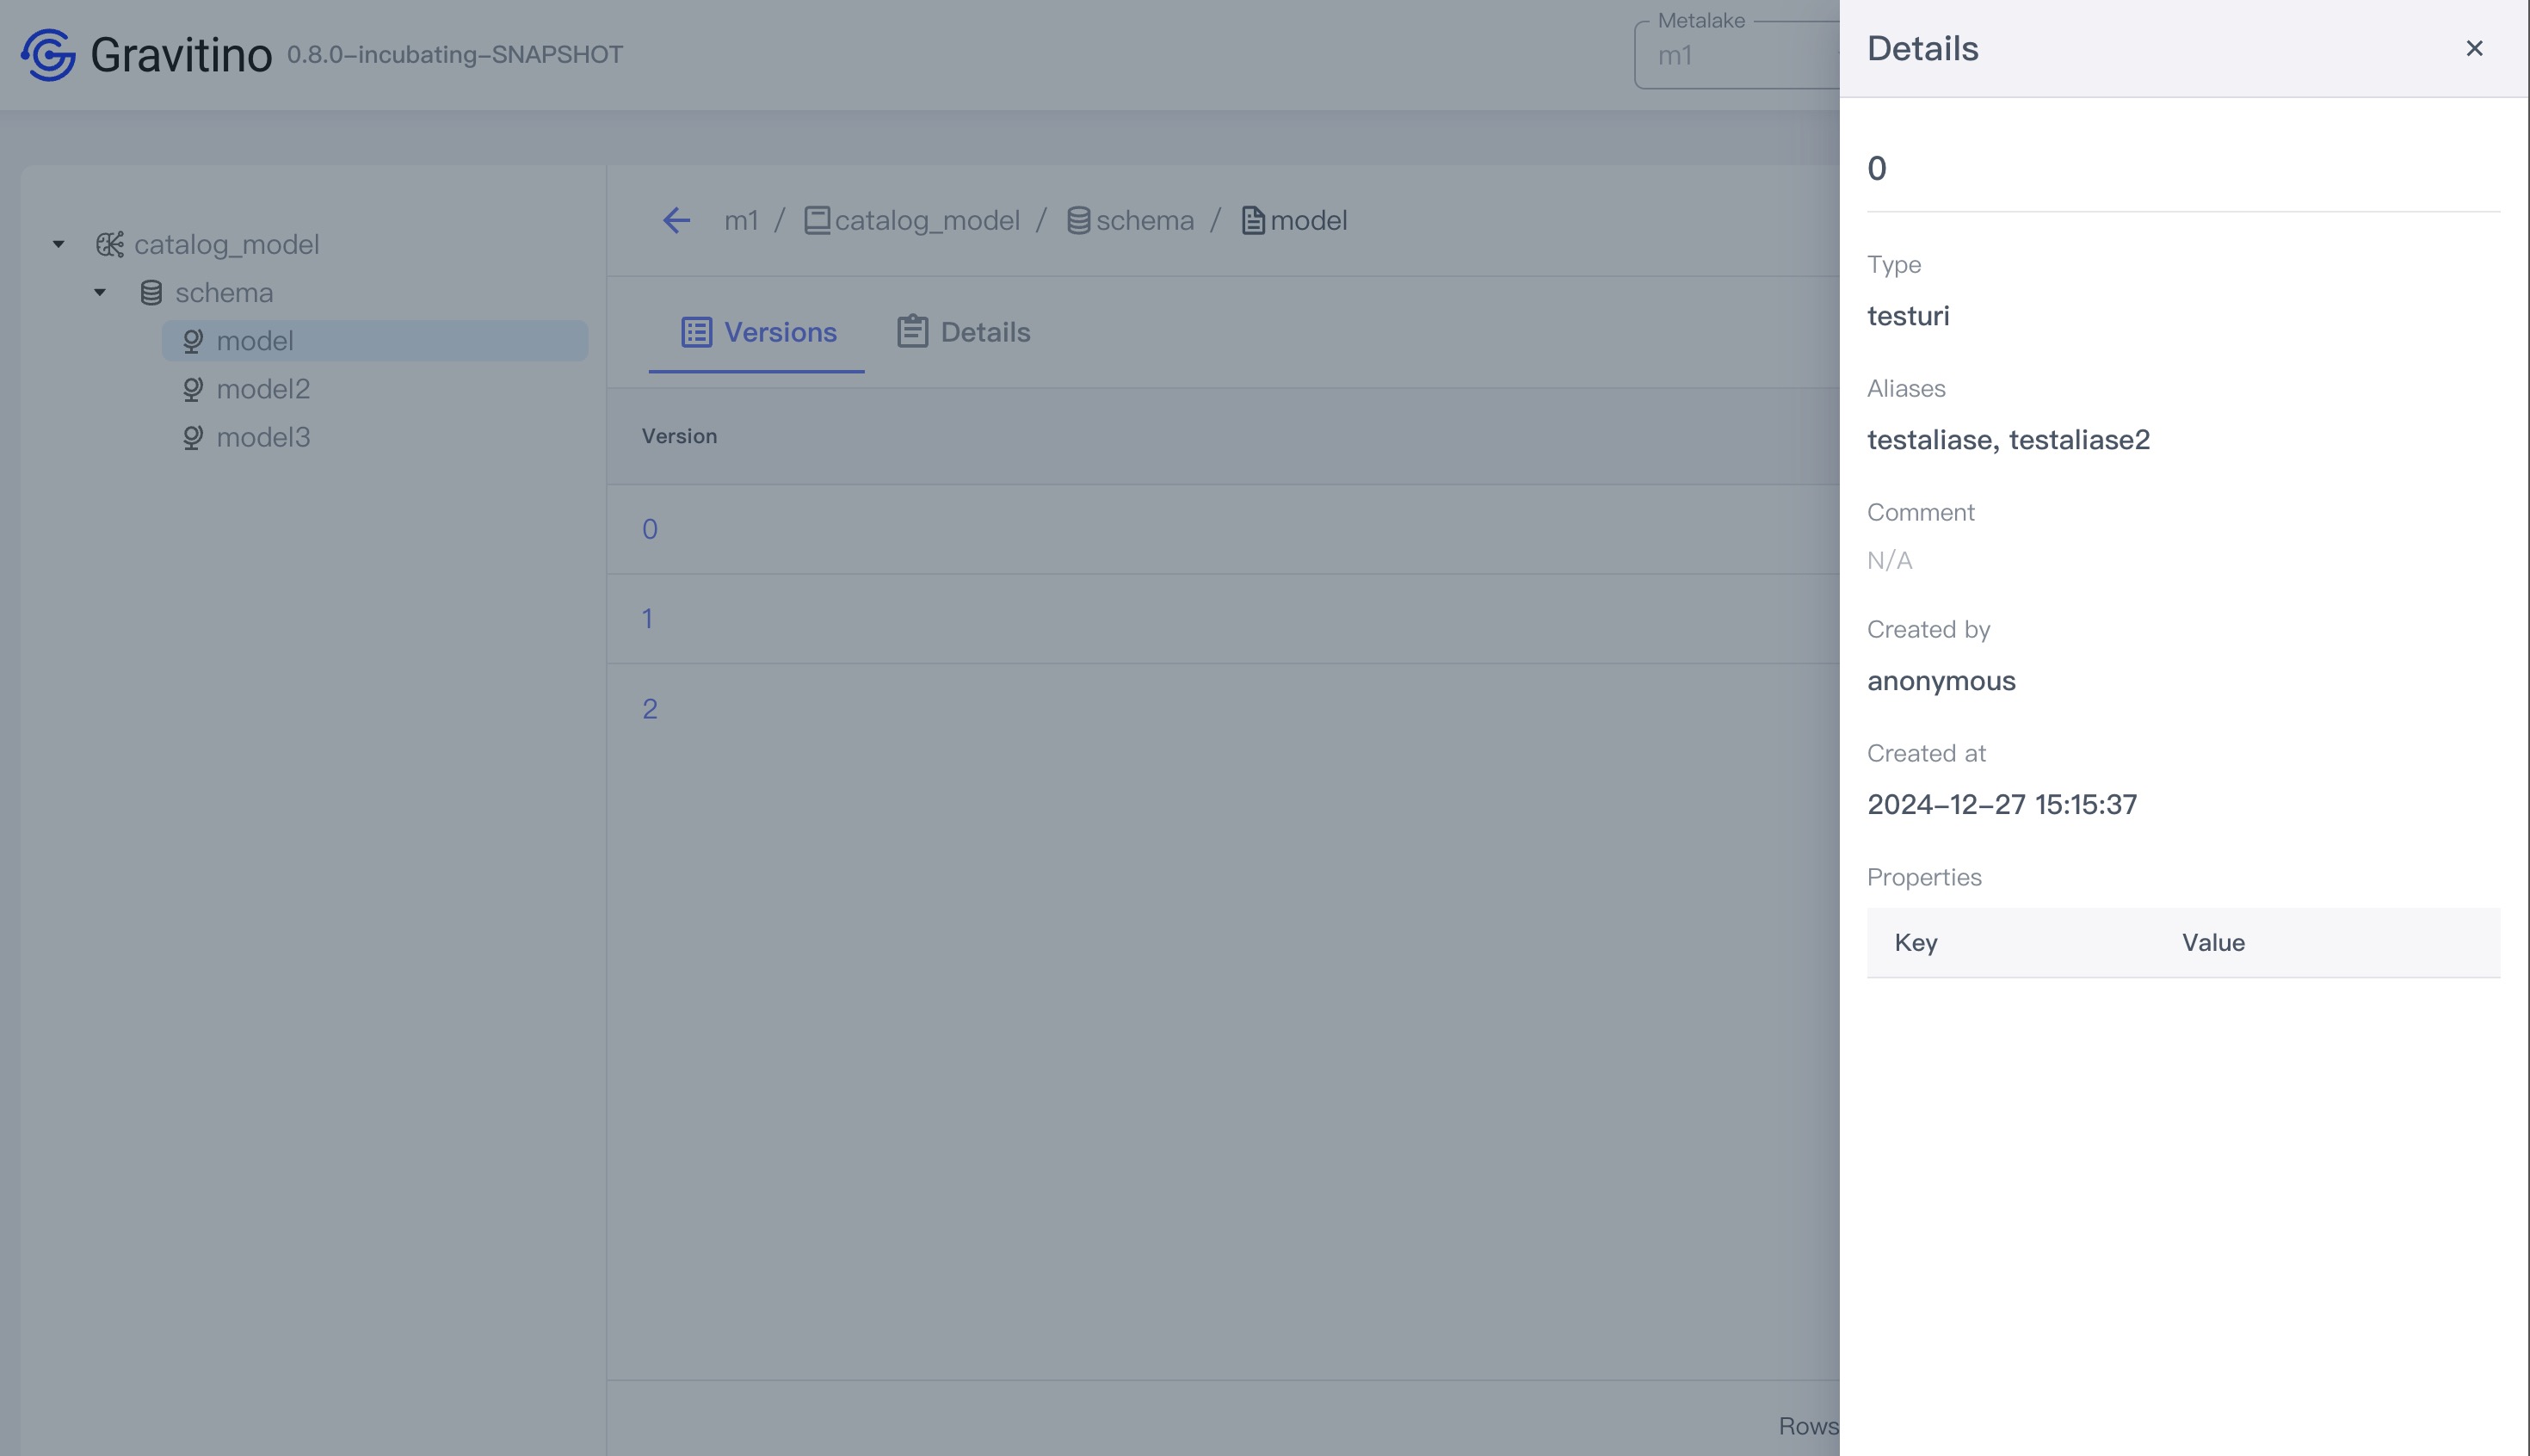 Gravitino 0.8.0-incubating-SNAPSHOT
Metalake
m1
catalog_model
schema
model
model2
model3
m1 / catalog_model / schema / model
Versions Details
Version
0
1
2
Rows
Details
0
Type
testuri
Aliases
testaliase, testaliase2
Comment
N/A
Created by
anonymous
Created at
2024-12-27 15:15:37
Properties
Key Value